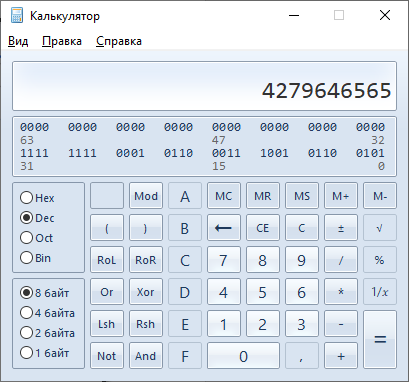 Калькулятор
Вид Правка Справка
4279646565
0000 0000 0000 0000 0000 0000 0000 0000
63 47 32
1111 1111 0001 0110 0011 1001 0110 0101
31 15 0
Hex Mod A MC MR MS M+ M-
Dec ( ) B ← CE C ± √
Oct RoL RoR C 7 8 9 / %
Bin
8 байт Or Xor D 4 5 6 * 1/x
4 байта Lsh Rsh E 1 2 3 - =
2 байта
1 байт Not And F 0 , +